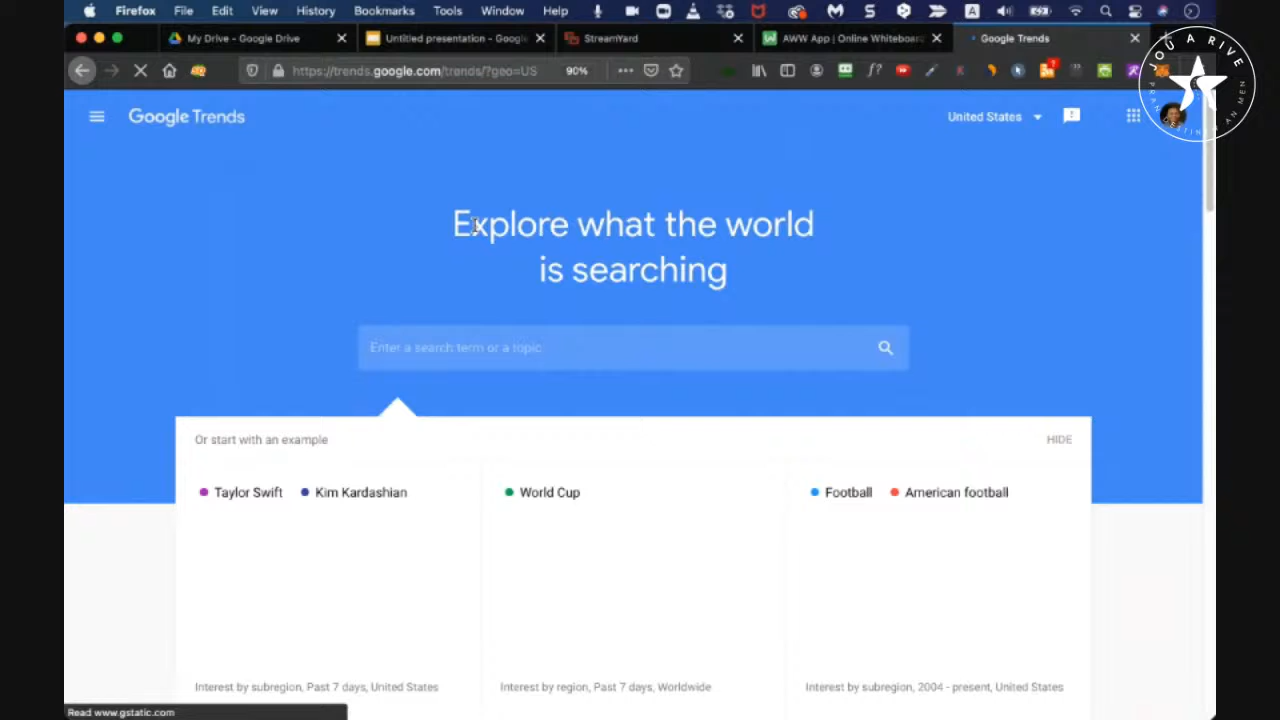 Firefox File Edit View History Bookmarks Tools Window Help
My Drive - Google Drive
Untitled presentation - Google
StreamYard
AWW App | Online Whiteboard
Google Trends
https://trends.google.com/trends/?geo=US
90%
Google Trends
United States
JOU A RIVE
Explore what the world
is searching
Enter a search term or a topic
Or start with an example
HIDE
Taylor Swift
Kim Kardashian
World Cup
Football
American football
Interest by subregion, Past 7 days, United States
Interest by region, Past 7 days, Worldwide
Interest by subregion, 2004 - present, United States
Read www.gstatic.com